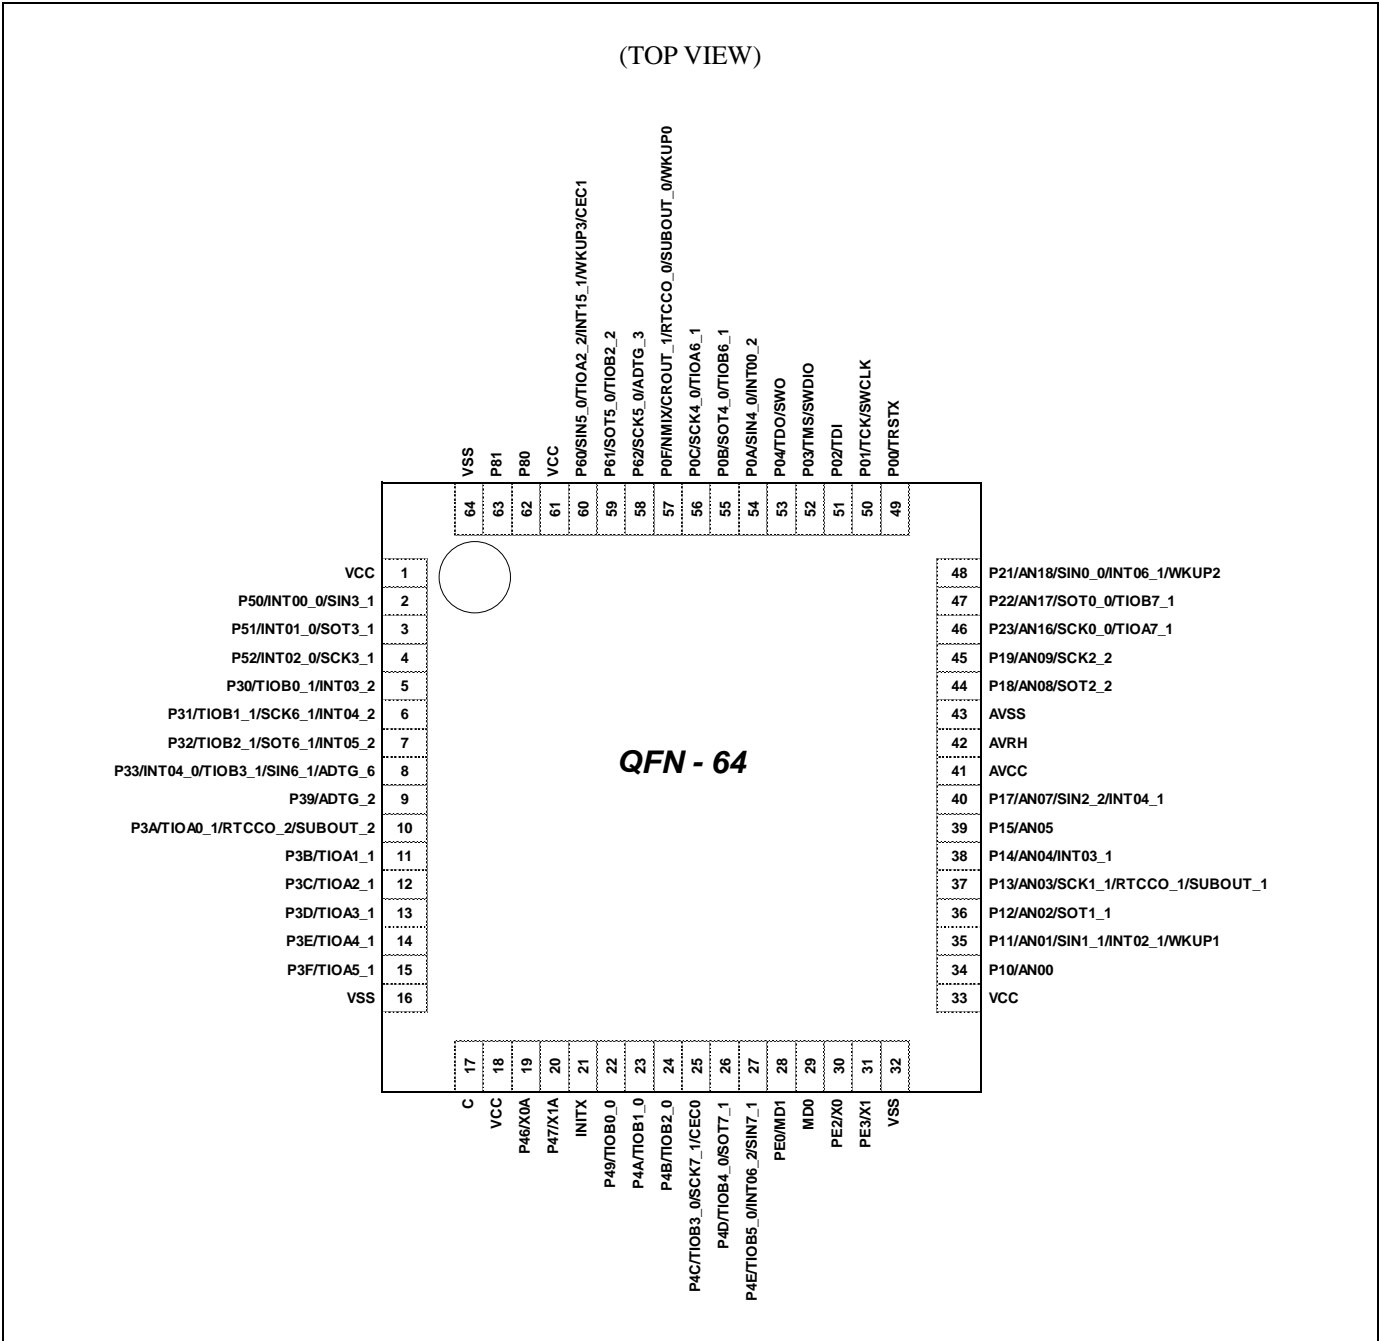 (TOP VIEW)
VSS
P81
P80
VCC
P60/SIN5_0/TIOA2_2/INT15_1/WKUP3/CEC1
P61/SOT5_0/TIOB2_2
P62/SCK5_0/ADTG_3
P0F/NMIX/CROUT_1/RTCCO_0/SUBOUT_0/WKUP0
P0C/SCK4_0/TIOA6_1
P0B/SOT4_0/TIOB6_1
P0A/SIN4_0/INT00_2
P04/TDO/SWO
P03/TMS/SWDIO
P02/TDI
P01/TCK/SWCLK
P00/TRSTX
64
63
62
61
60
59
58
57
56
55
54
53
52
51
50
49
VCC 1
P50/INT00_0/SIN3_1 2
P51/INT01_0/SOT3_1 3
P52/INT02_0/SCK3_1 4
P30/TIOB0_1/INT03_2 5
P31/TIOB1_1/SCK6_1/INT04_2 6
P32/TIOB2_1/SOT6_1/INT05_2 7
P33/INT04_0/TIOB3_1/SIN6_1/ADTG_6 8
P39/ADTG_2 9
P3A/TIOA0_1/RTCCO_2/SUBOUT_2 10
P3B/TIOA1_1 11
P3C/TIOA2_1 12
P3D/TIOA3_1 13
P3E/TIOA4_1 14
P3F/TIOA5_1 15
VSS 16
QFN - 64
48 P21/AN18/SIN0_0/INT06_1/WKUP2
47 P22/AN17/SOT0_0/TIOB7_1
46 P23/AN16/SCK0_0/TIOA7_1
45 P19/AN09/SCK2_2
44 P18/AN08/SOT2_2
43 AVSS
42 AVRH
41 AVCC
40 P17/AN07/SIN2_2/INT04_1
39 P15/AN05
38 P14/AN04/INT03_1
37 P13/AN03/SCK1_1/RTCCO_1/SUBOUT_1
36 P12/AN02/SOT1_1
35 P11/AN01/SIN1_1/INT02_1/WKUP1
34 P10/AN00
33 VCC
17
18
19
20
21
22
23
24
25
26
27
28
29
30
31
32
C
VCC
P46/X0A
P47/X1A
INITX
P49/TIOB0_0
P4A/TIOB1_0
P4B/TIOB2_0
P4C/TIOB3_0/SCK7_1/CEC0
P4D/TIOB4_0/SOT7_1
P4E/TIOB5_0/INT06_2/SIN7_1
PE0/MD1
MD0
PE2/X0
PE3/X1
VSS